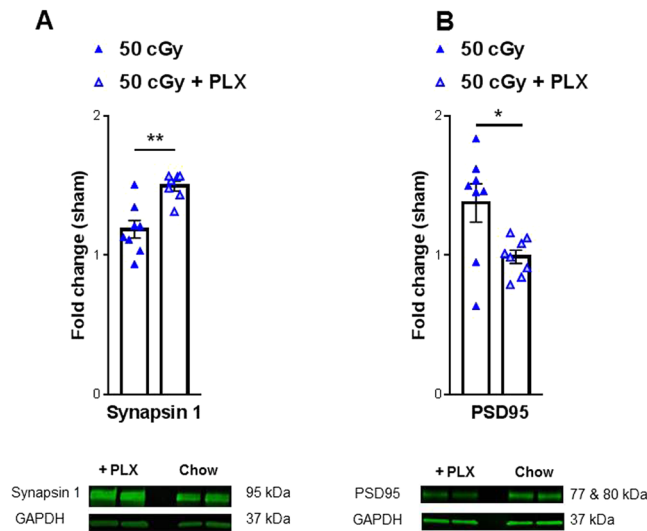 A
50 cGy
50 cGy + PLX
2
**
1
0
Fold change (sham)
Synapsin 1
+ PLX Chow
Synapsin 1 95 kDa
GAPDH 37 kDa
B
50 cGy
50 cGy + PLX
2
*
1
0
Fold change (sham)
PSD95
+ PLX Chow
PSD95 77 & 80 kDa
GAPDH 37 kDa